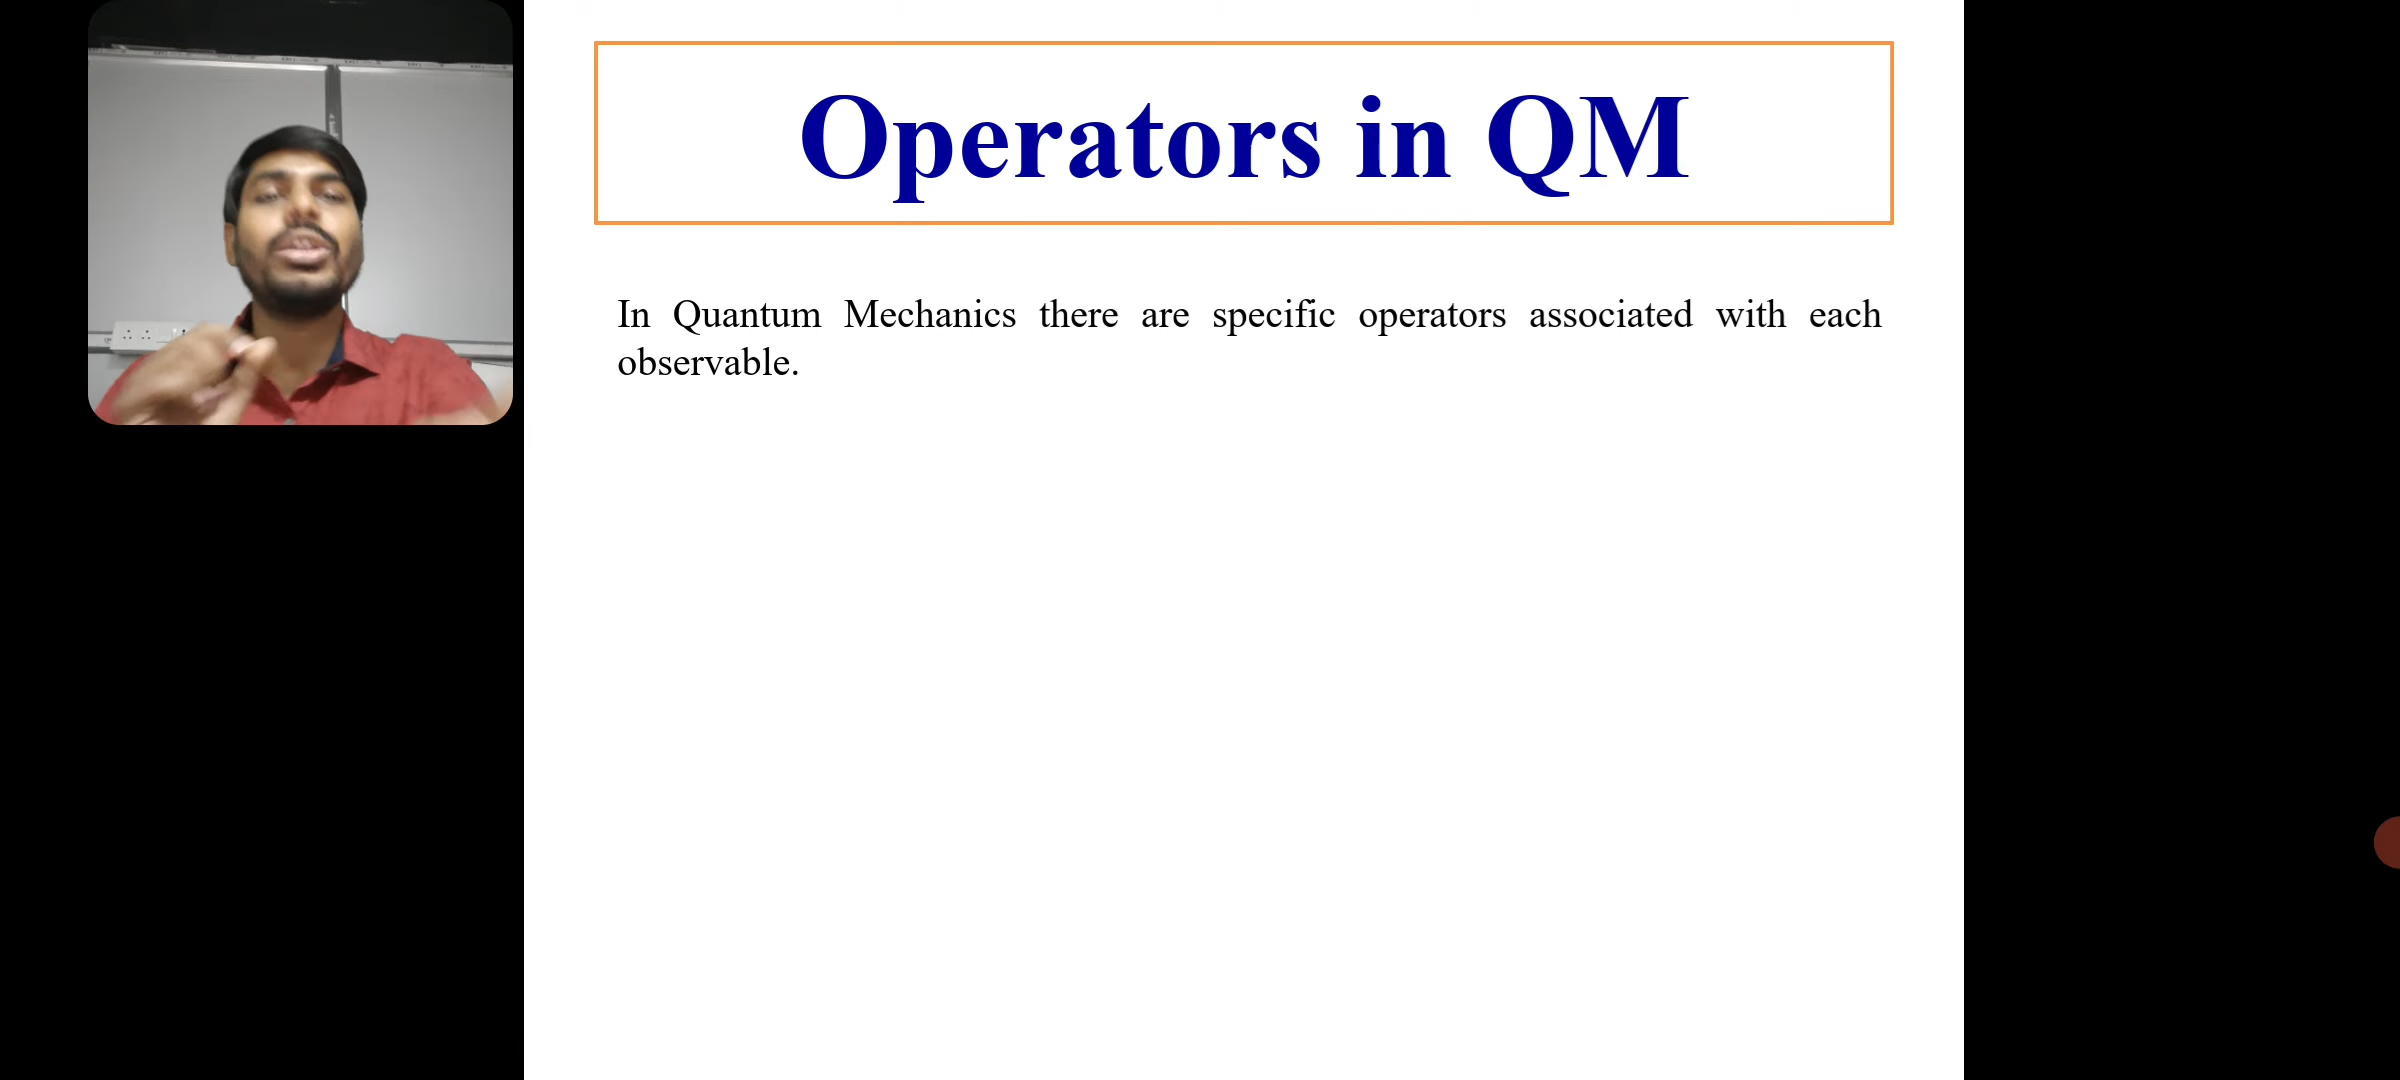 Operators in QM
In Quantum Mechanics there are specific operators associated with each
observable.